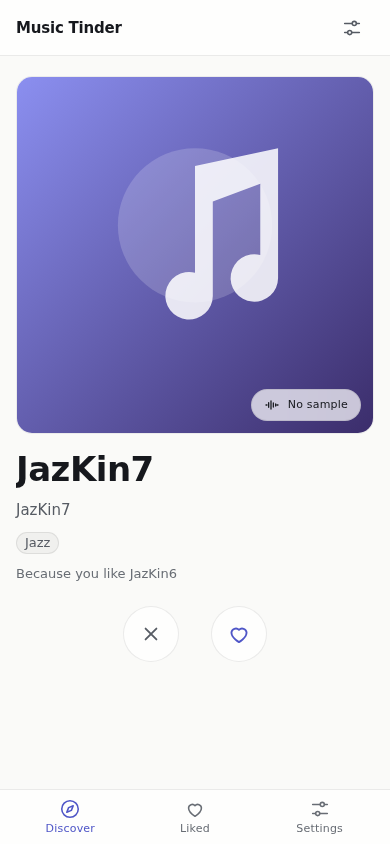 Music Tinder
No sample
JazKin7
JazKin7
Jazz
Because you like JazKin6
Discover
Liked
Settings